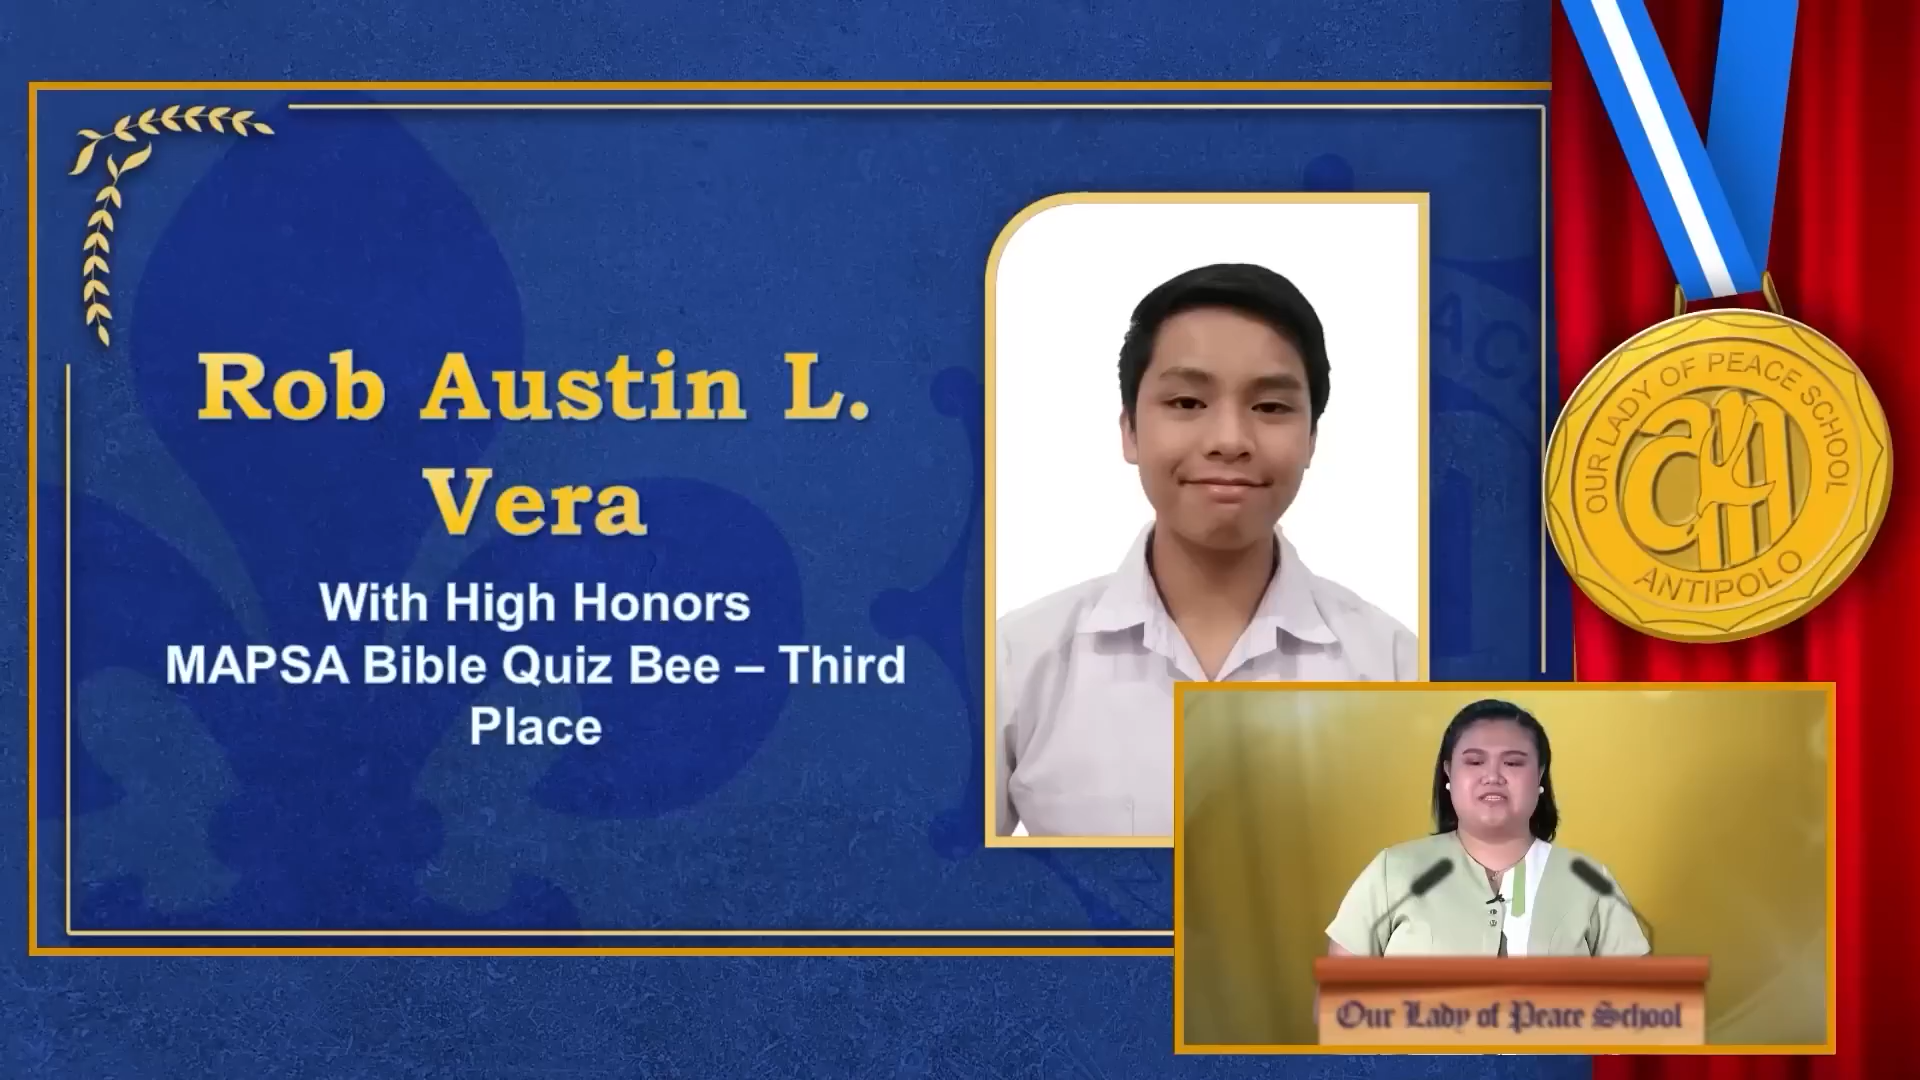 Rob Austin L.
Vera
With High Honors
MAPSA Bible Quiz Bee – Third
Place
OUR LADY OF PEACE SCHOOL
ANTIPOLO
Our Lady of Peace School